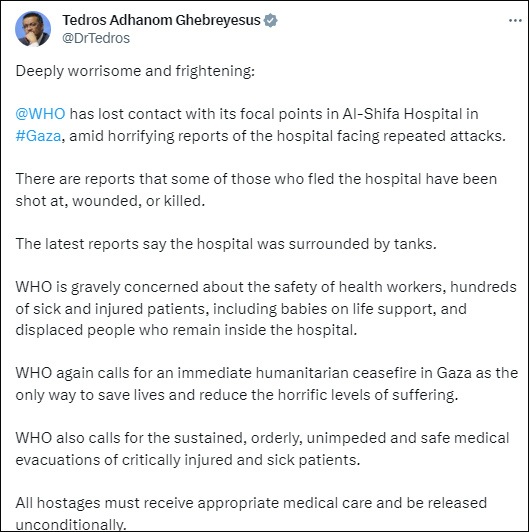 Tedros Adhanom Ghebreyesus
@DrTedros
Deeply worrisome and frightening:
@WHO has lost contact with its focal points in Al-Shifa Hospital in
#Gaza, amid horrifying reports of the hospital facing repeated attacks.
There are reports that some of those who fled the hospital have been
shot at, wounded, or killed.
The latest reports say the hospital was surrounded by tanks.
WHO is gravely concerned about the safety of health workers, hundreds
of sick and injured patients, including babies on life support, and
displaced people who remain inside the hospital.
WHO again calls for an immediate humanitarian ceasefire in Gaza as the
only way to save lives and reduce the horrific levels of suffering.
WHO also calls for the sustained, orderly, unimpeded and safe medical
evacuations of critically injured and sick patients.
All hostages must receive appropriate medical care and be released
unconditionally.